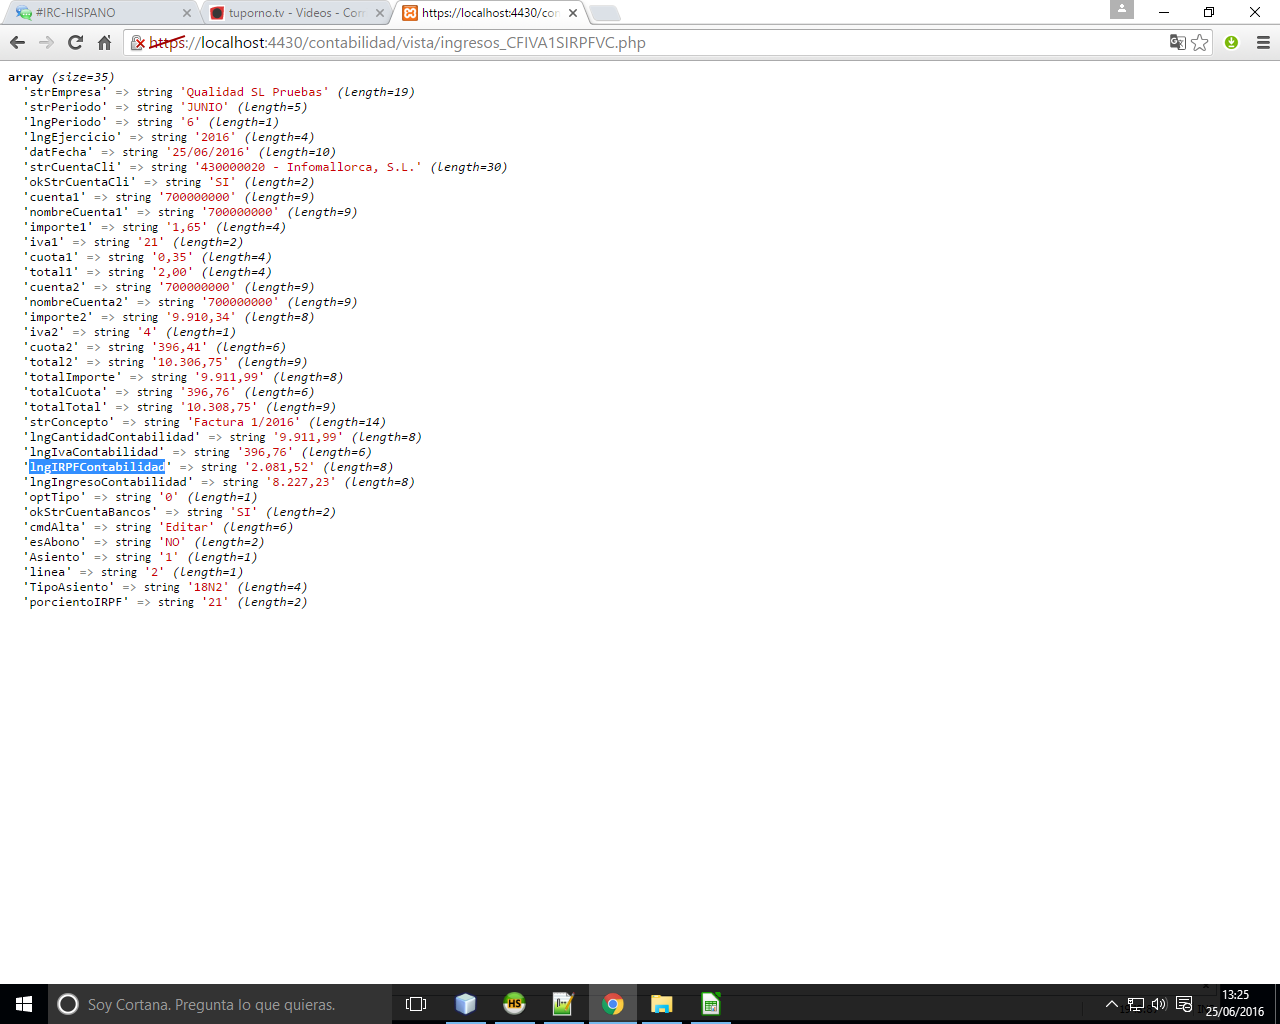 #IRC-HISPANO
tuporno.tv - Videos - Com
https://localhost:4430/con
https://localhost:4430/contabilidad/vista/ingresos_CFIVA1SIRPFVC.php
array (size=35)
'strEmpresa' => string 'Qualidad SL Pruebas' (length=19)
'strPeriodo' => string 'JUNIO' (length=5)
'lngPeriodo' => string '6' (length=1)
'lngEjercicio' => string '2016' (length=4)
'datFecha' => string '25/06/2016' (length=10)
'strCuentaCli' => string '430000020 - Infomallorca, S.L.' (length=30)
'okStrCuentaCli' => string 'SI' (length=2)
'cuenta1' => string '700000000' (length=9)
'nombreCuenta1' => string '700000000' (length=9)
'importe1' => string '1,65' (length=4)
'iva1' => string '21' (length=2)
'cuota1' => string '0,35' (length=4)
'total1' => string '2,00' (length=4)
'cuenta2' => string '700000000' (length=9)
'nombreCuenta2' => string '700000000' (length=9)
'importe2' => string '9.910,34' (length=8)
'iva2' => string '4' (length=1)
'cuota2' => string '396,41' (length=6)
'total2' => string '10.306,75' (length=9)
'totalImporte' => string '9.911,99' (length=8)
'totalCuota' => string '396,76' (length=6)
'totalTotal' => string '10.308,75' (length=9)
'strConcepto' => string 'Factura 1/2016' (length=14)
'lngCantidadContabilidad' => string '9.911,99' (length=8)
'lngIvaContabilidad' => string '396,76' (length=6)
'lngIRPFContabilidad' => string '2.081,52' (length=8)
'lngIngresoContabilidad' => string '8.227,23' (length=8)
'optTipo' => string '0' (length=1)
'okStrCuentaBancos' => string 'SI' (length=2)
'cmdAlta' => string 'Editar' (length=6)
'esAbono' => string 'NO' (length=2)
'Asiento' => string '1' (length=1)
'linea' => string '2' (length=1)
'TipoAsiento' => string '18N2' (length=4)
'porcientoIRPF' => string '21' (length=2)
Soy Cortana. Pregunta lo que quieras.
HS
13:25
25/06/2016